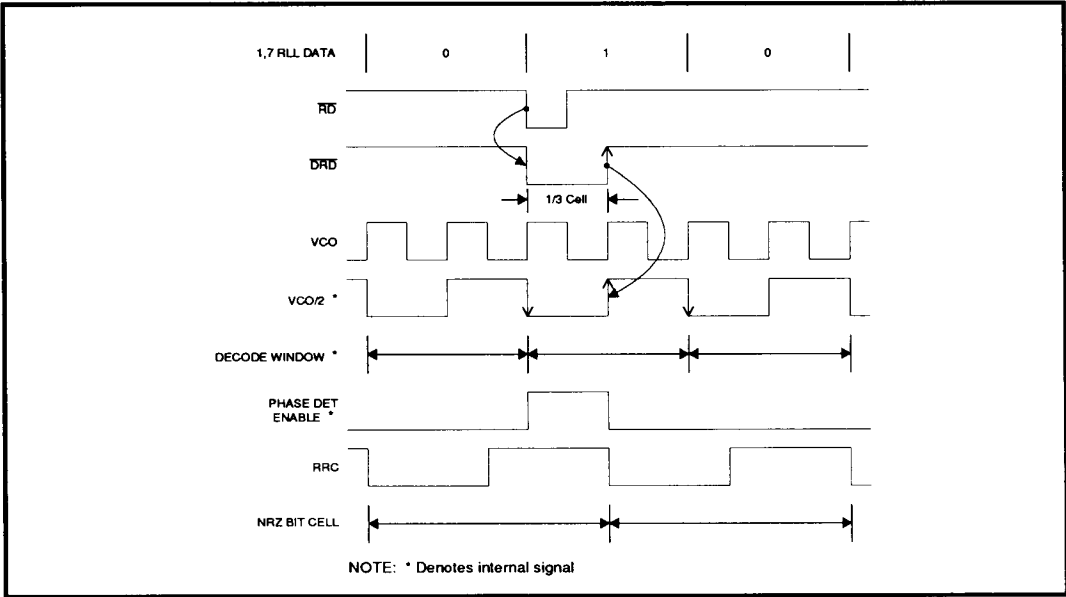 1,7 RLL DATA 0 1 0
RD
DRD
1/3 Cell
VCO
VCO/2 *
DECODE WINDOW *
PHASE DET
ENABLE *
RRC
NRZ BIT CELL
NOTE: * Denotes internal signal